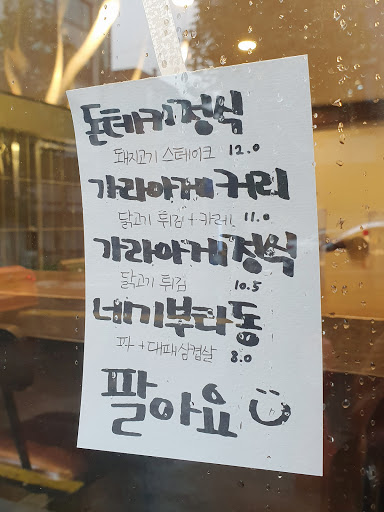 돈테키정식
돼지고기 스테이크 12.0
가라아게커리
닭고기 튀김 + 카레 11.0
가라아게정식
닭고기 튀김 10.5
네기부타동
파 + 대패삼겹살 8.0
팔아요